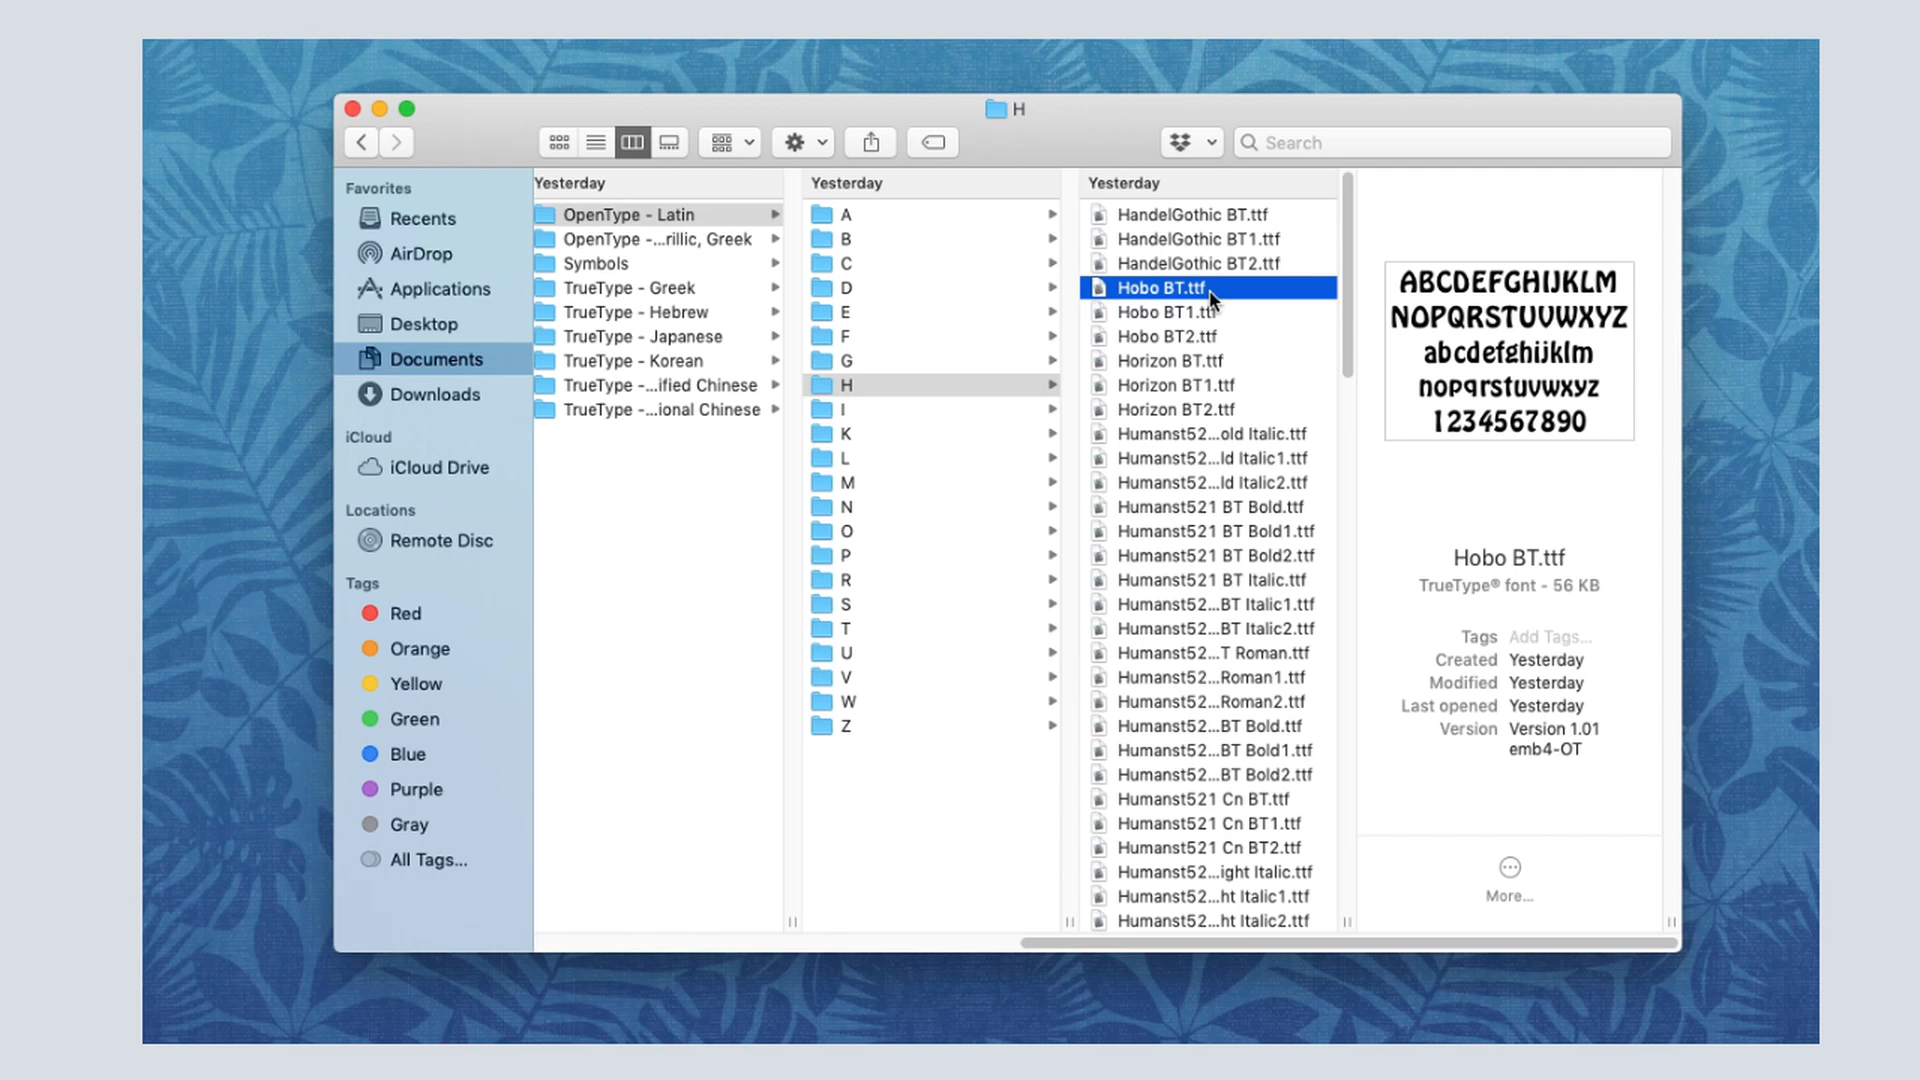 H
Search
Favorites
Recents
AirDrop
Applications
Desktop
Documents
Downloads
iCloud
iCloud Drive
Locations
Remote Disc
Tags
Red
Orange
Yellow
Green
Blue
Purple
Gray
All Tags...
Yesterday
OpenType - Latin
OpenType -...rillic, Greek
Symbols
TrueType - Greek
TrueType - Hebrew
TrueType - Japanese
TrueType - Korean
TrueType -...ified Chinese
TrueType -...ional Chinese
Yesterday
A
B
C
D
E
F
G
H
I
K
L
M
N
O
P
R
S
T
U
V
W
Z
Yesterday
HandelGothic BT.ttf
HandelGothic BT1.ttf
HandelGothic BT2.ttf
Hobo BT.ttf
Hobo BT1.ttf
Hobo BT2.ttf
Horizon BT.ttf
Horizon BT1.ttf
Horizon BT2.ttf
Humanst52...old Italic.ttf
Humanst52...ld Italic1.ttf
Humanst52...ld Italic2.ttf
Humanst521 BT Bold.ttf
Humanst521 BT Bold1.ttf
Humanst521 BT Bold2.ttf
Humanst521 BT Italic.ttf
Humanst52...BT Italic1.ttf
Humanst52...BT Italic2.ttf
Humanst52...T Roman.ttf
Humanst52...Roman1.ttf
Humanst52...Roman2.ttf
Humanst52...BT Bold.ttf
Humanst52...BT Bold1.ttf
Humanst52...BT Bold2.ttf
Humanst521 Cn BT.ttf
Humanst521 Cn BT1.ttf
Humanst521 Cn BT2.ttf
Humanst52...ight Italic.ttf
Humanst52...ht Italic1.ttf
Humanst52...ht Italic2.ttf
ABCDEFGHIJKLM
NOPQRSTUVWXYZ
abcdefghijklm
nopqrstuvwxyz
1234567890
Hobo BT.ttf
TrueType® font - 56 KB
Tags Add Tags...
Created Yesterday
Modified Yesterday
Last opened Yesterday
Version Version 1.01
emb4-OT
More...